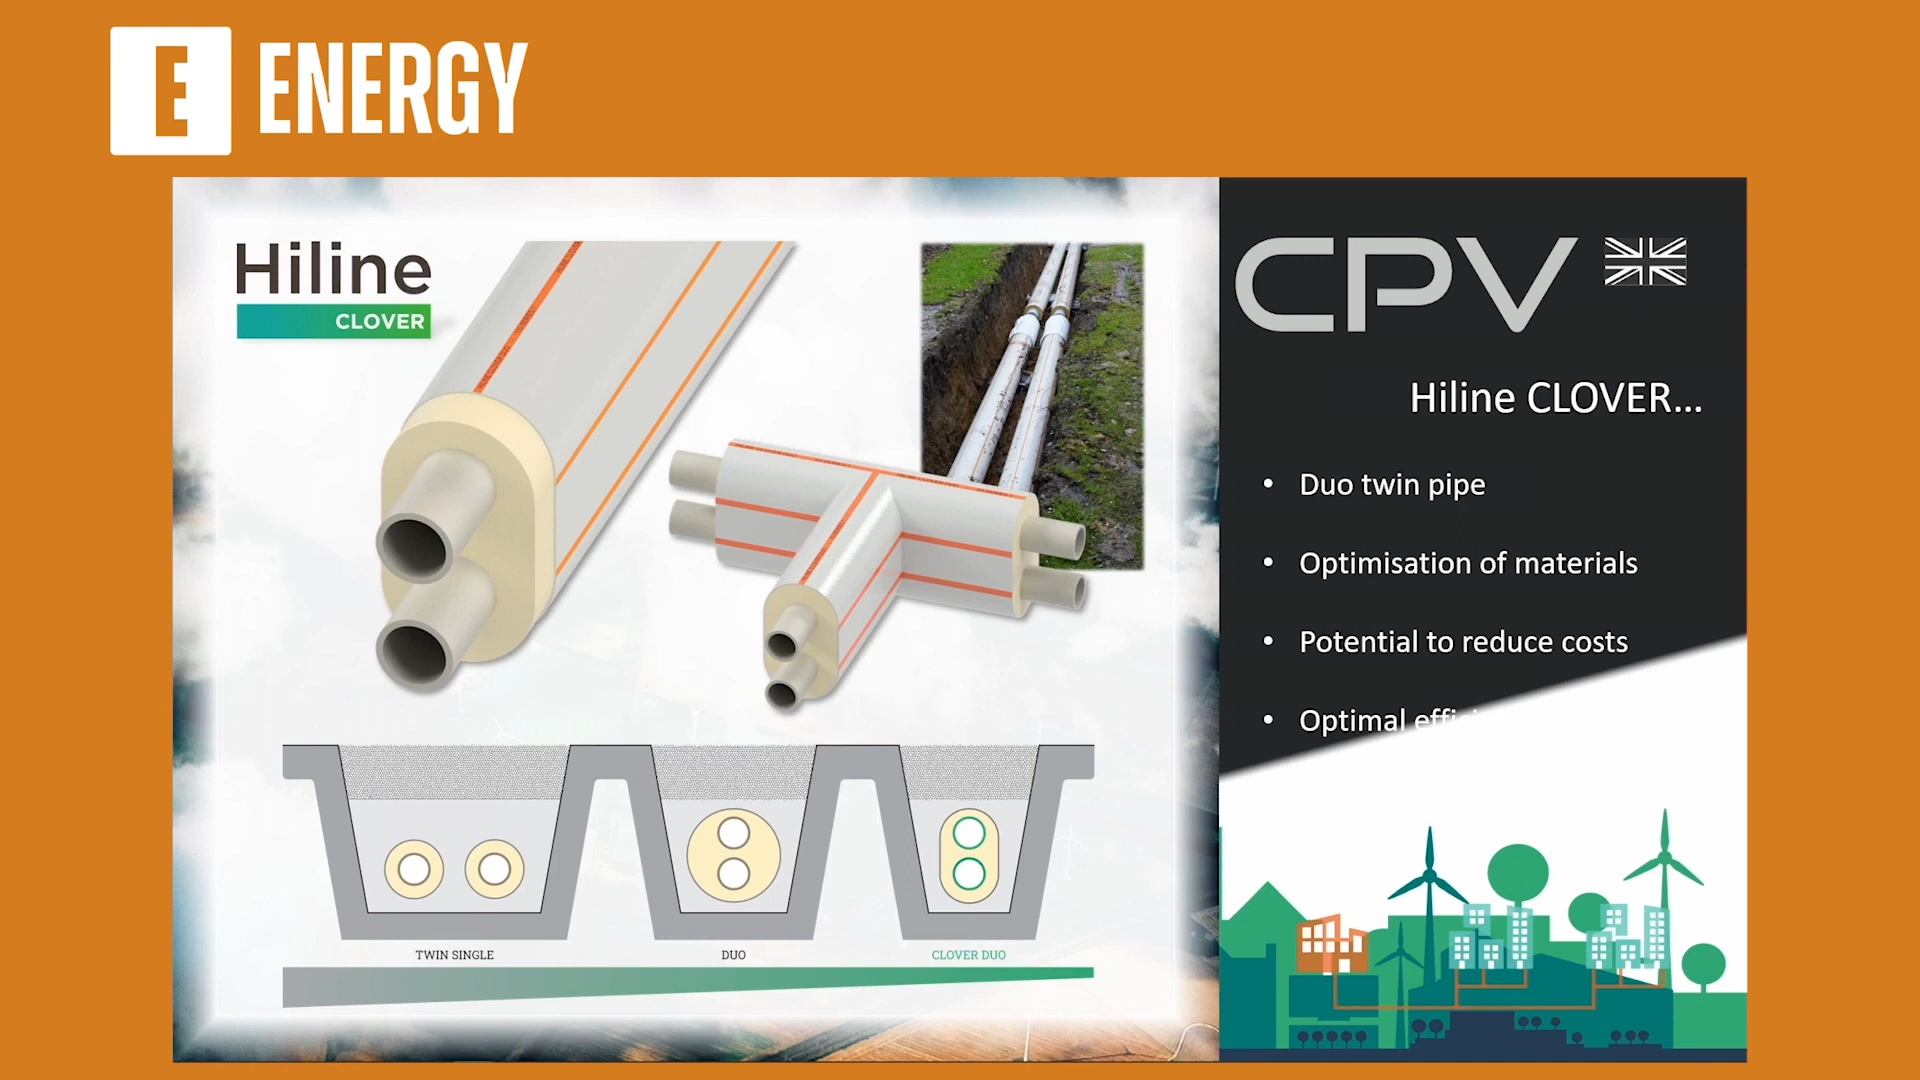 E ENERGY
Hiline
CLOVER
CPV
Hiline CLOVER...
• Duo twin pipe
• Optimisation of materials
• Potential to reduce costs
• Optimal
TWIN SINGLE
DUO
CLOVER DUO